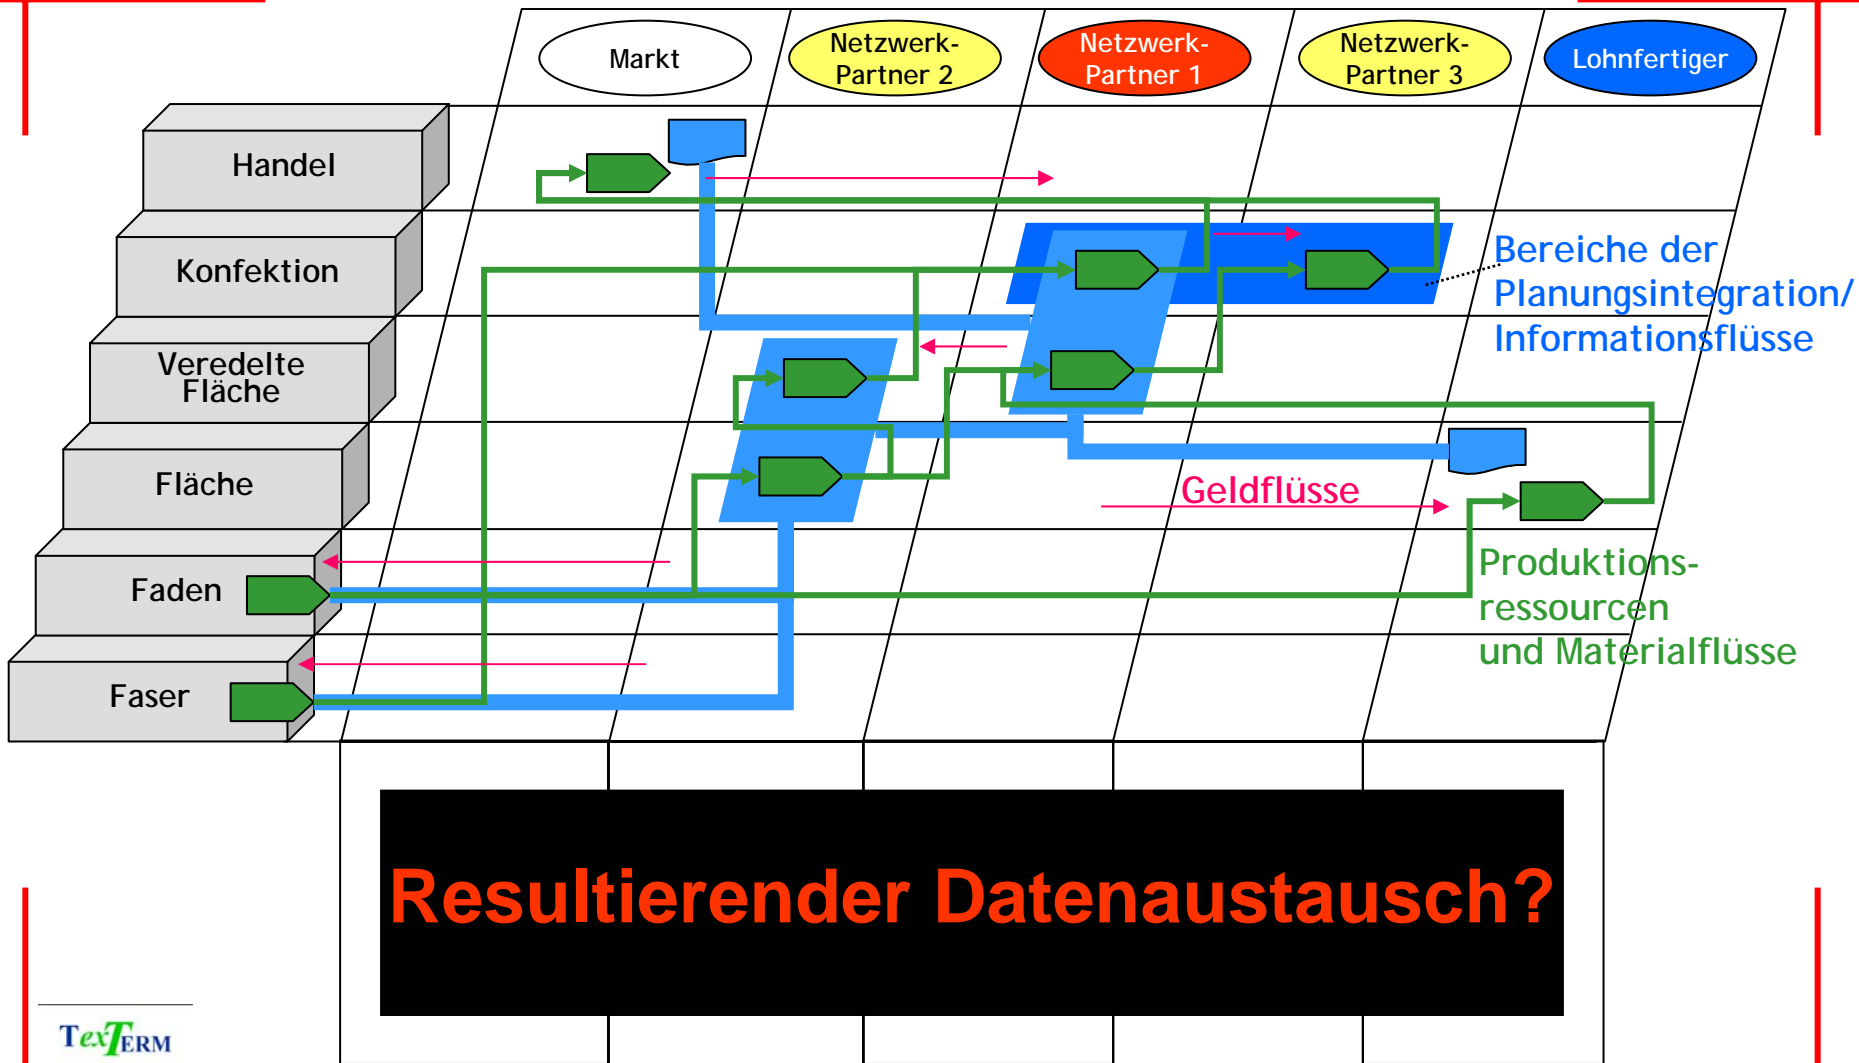 Markt
Netzwerk-
Partner 2
Netzwerk-
Partner 1
Netzwerk-
Partner 3
Lohnfertiger
Handel
Konfektion
Veredelte
Fläche
Fläche
Faden
Faser
Bereiche der
Planungsintegration/
Informationsflüsse
Geldflüsse
Produktions-
ressourcen
und Materialflüsse
Resultierender Datenaustausch?
TexTERM